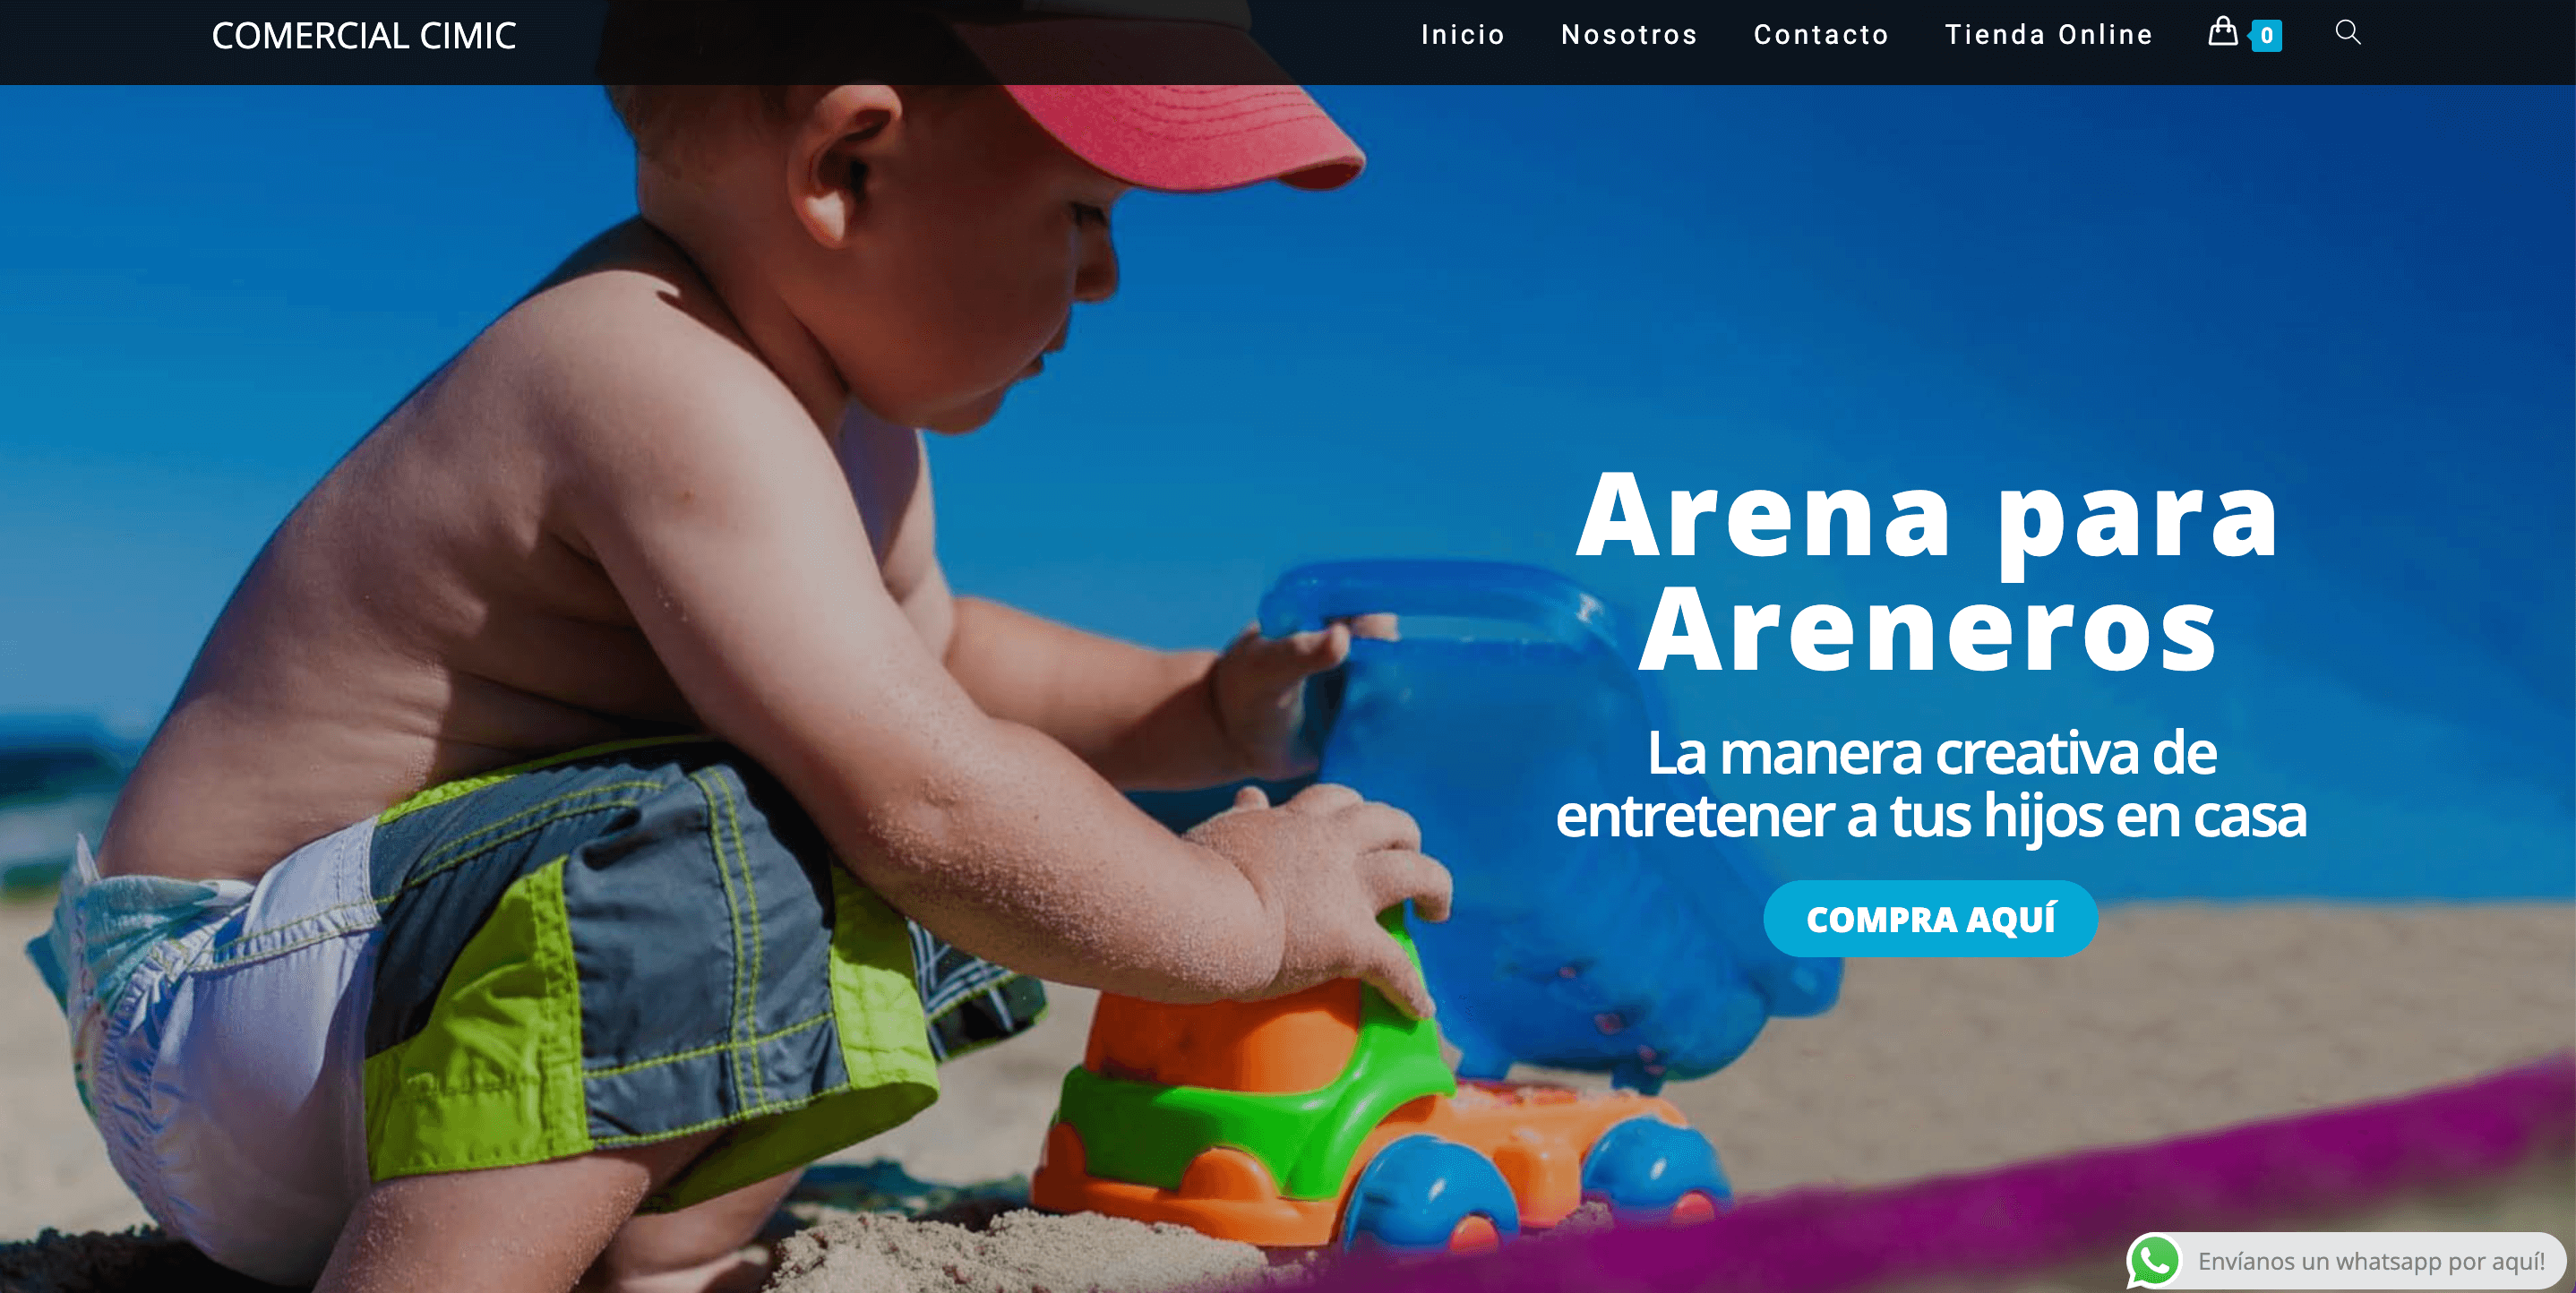 COMERCIAL CIMIC
Inicio
Nosotros
Contacto
Tienda Online
0
Arena para
Areneros
La manera creativa de
entretener a tus hijos en casa
COMPRA AQUÍ
Envíanos un whatsapp por aquí!